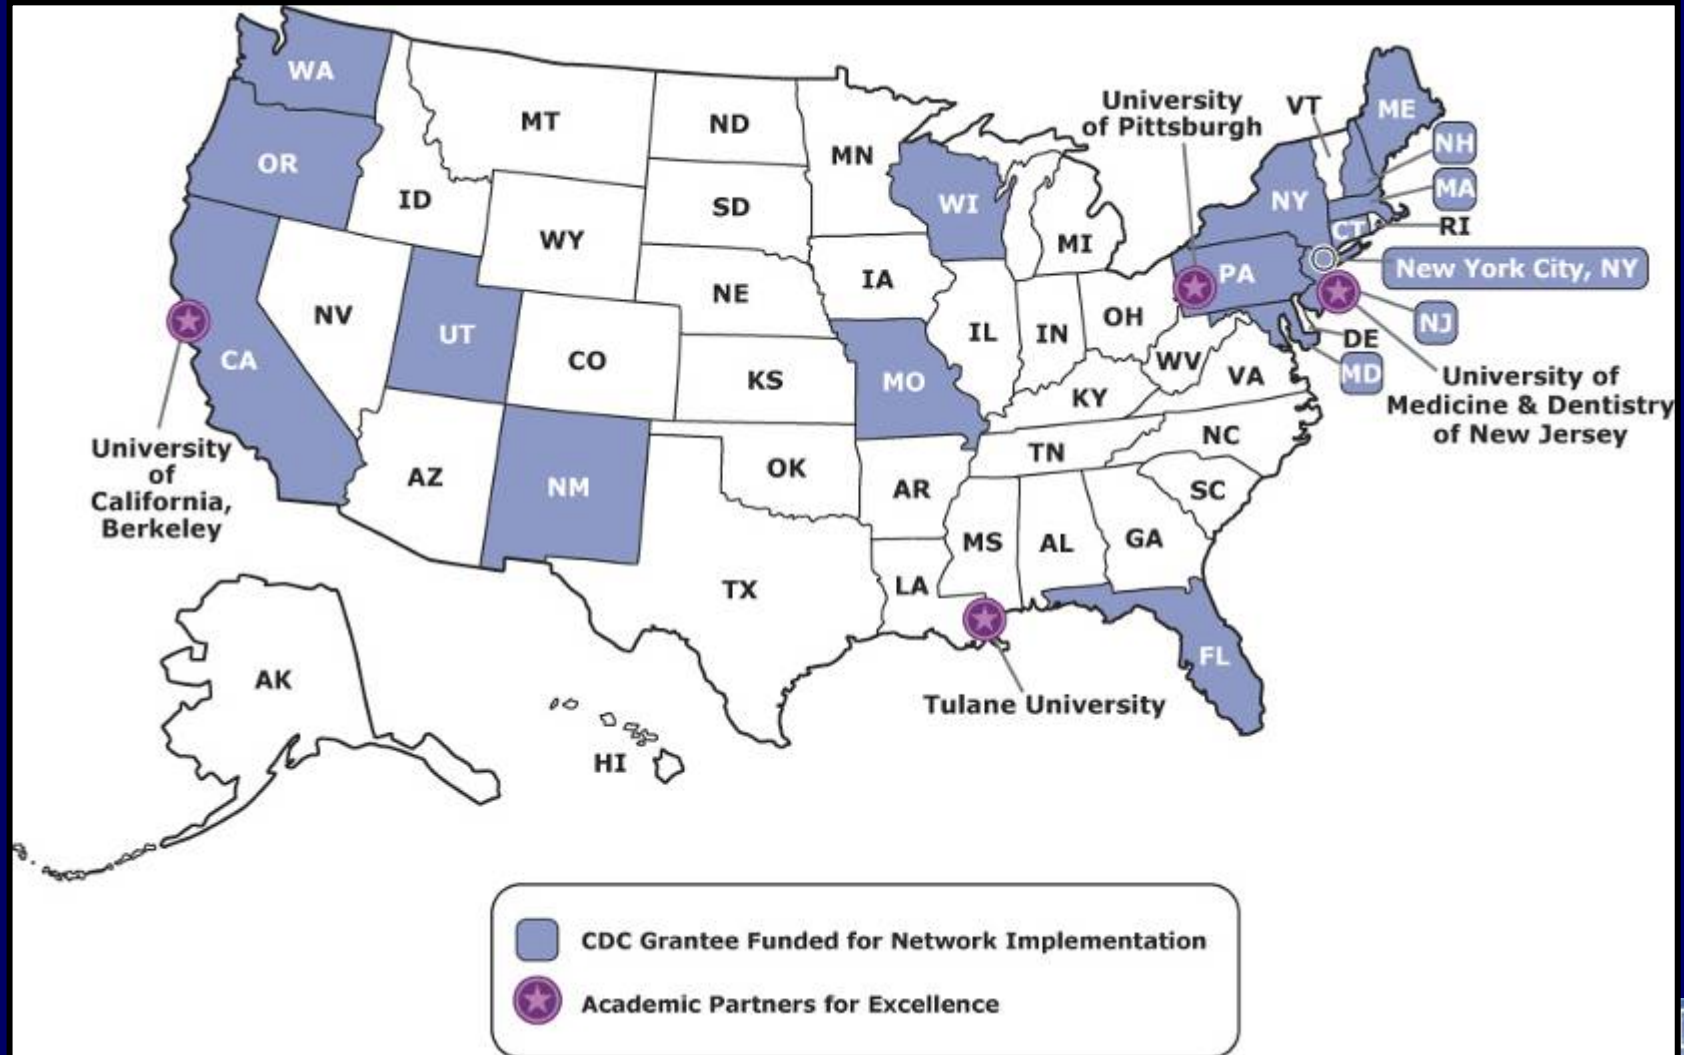 WA
OR
CA
ID
NV
MT
WY
UT
AZ
CO
NM
ND
SD
NE
KS
OK
TX
MN
IA
MO
AR
LA
WI
IL
MI
IN
OH
KY
TN
MS
AL
GA
FL
SC
NC
VA
WV
PA
NY
VT
ME
NH
MA
CT
RI
New York City, NY
NJ
DE
MD
AK
HI
University
of Pittsburgh
University of
Medicine & Dentistry
of New Jersey
University
of
California,
Berkeley
Tulane University
CDC Grantee Funded for Network Implementation
Academic Partners for Excellence